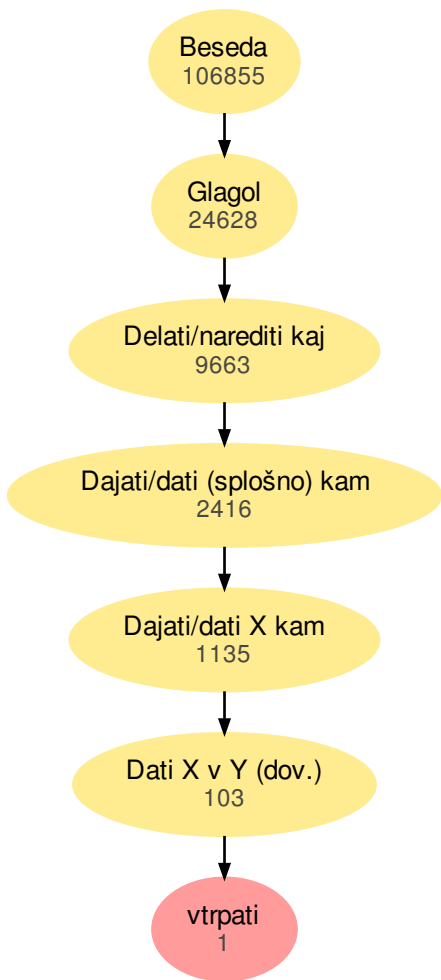 Beseda
106855
Glagol
24628
Delati/narediti kaj
9663
Dajati/dati (splošno) kam
2416
Dajati/dati X kam
1135
Dati X v Y (dov.)
103
vtrpati
1